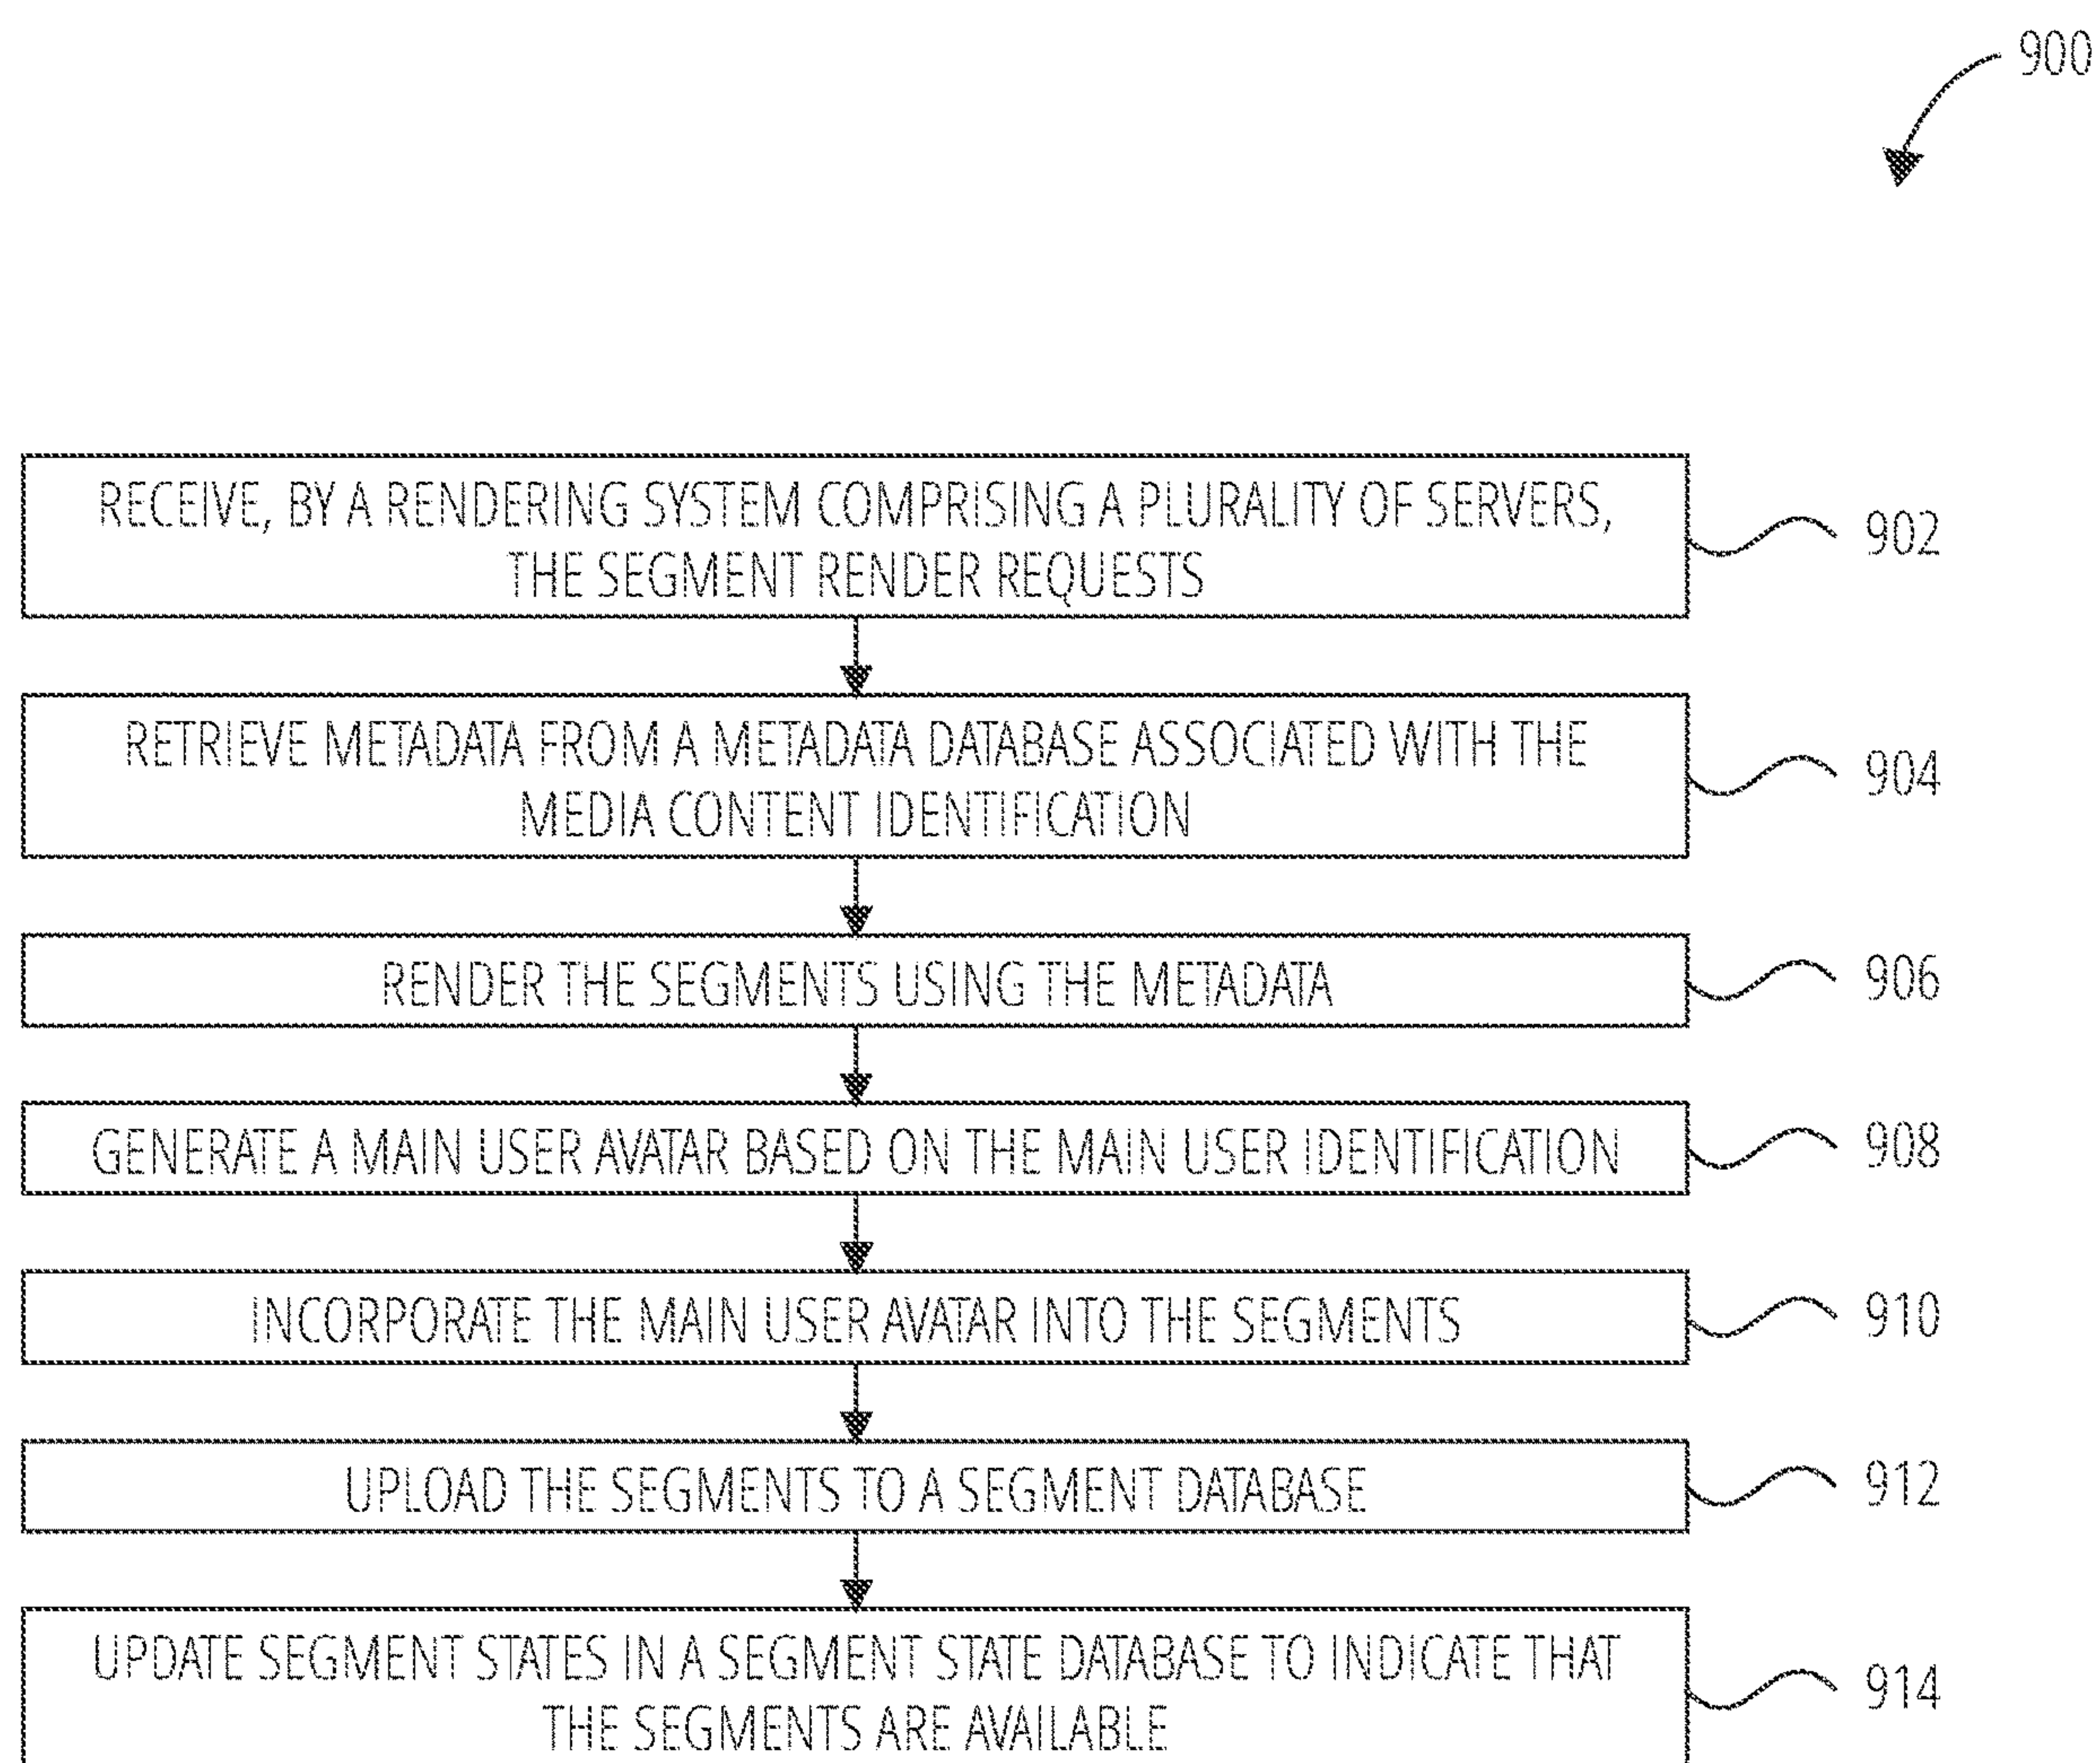 900
RECEIVE, BY A RENDERING SYSTEM COMPRISING A PLURALITY OF SERVERS,
THE SEGMENT RENDER REQUESTS
902
RETRIEVE METADATA FROM A METADATA DATABASE ASSOCIATED WITH THE
MEDIA CONTENT IDENTIFICATION
904
RENDER THE SEGMENTS USING THE METADATA
906
GENERATE A MAIN USER AVATAR BASED ON THE MAIN USER IDENTIFICATION
908
INCORPORATE THE MAIN USER AVATAR INTO THE SEGMENTS
910
UPLOAD THE SEGMENTS TO A SEGMENT DATABASE
912
UPDATE SEGMENT STATES IN A SEGMENT STATE DATABASE TO INDICATE THAT
THE SEGMENTS ARE AVAILABLE
914